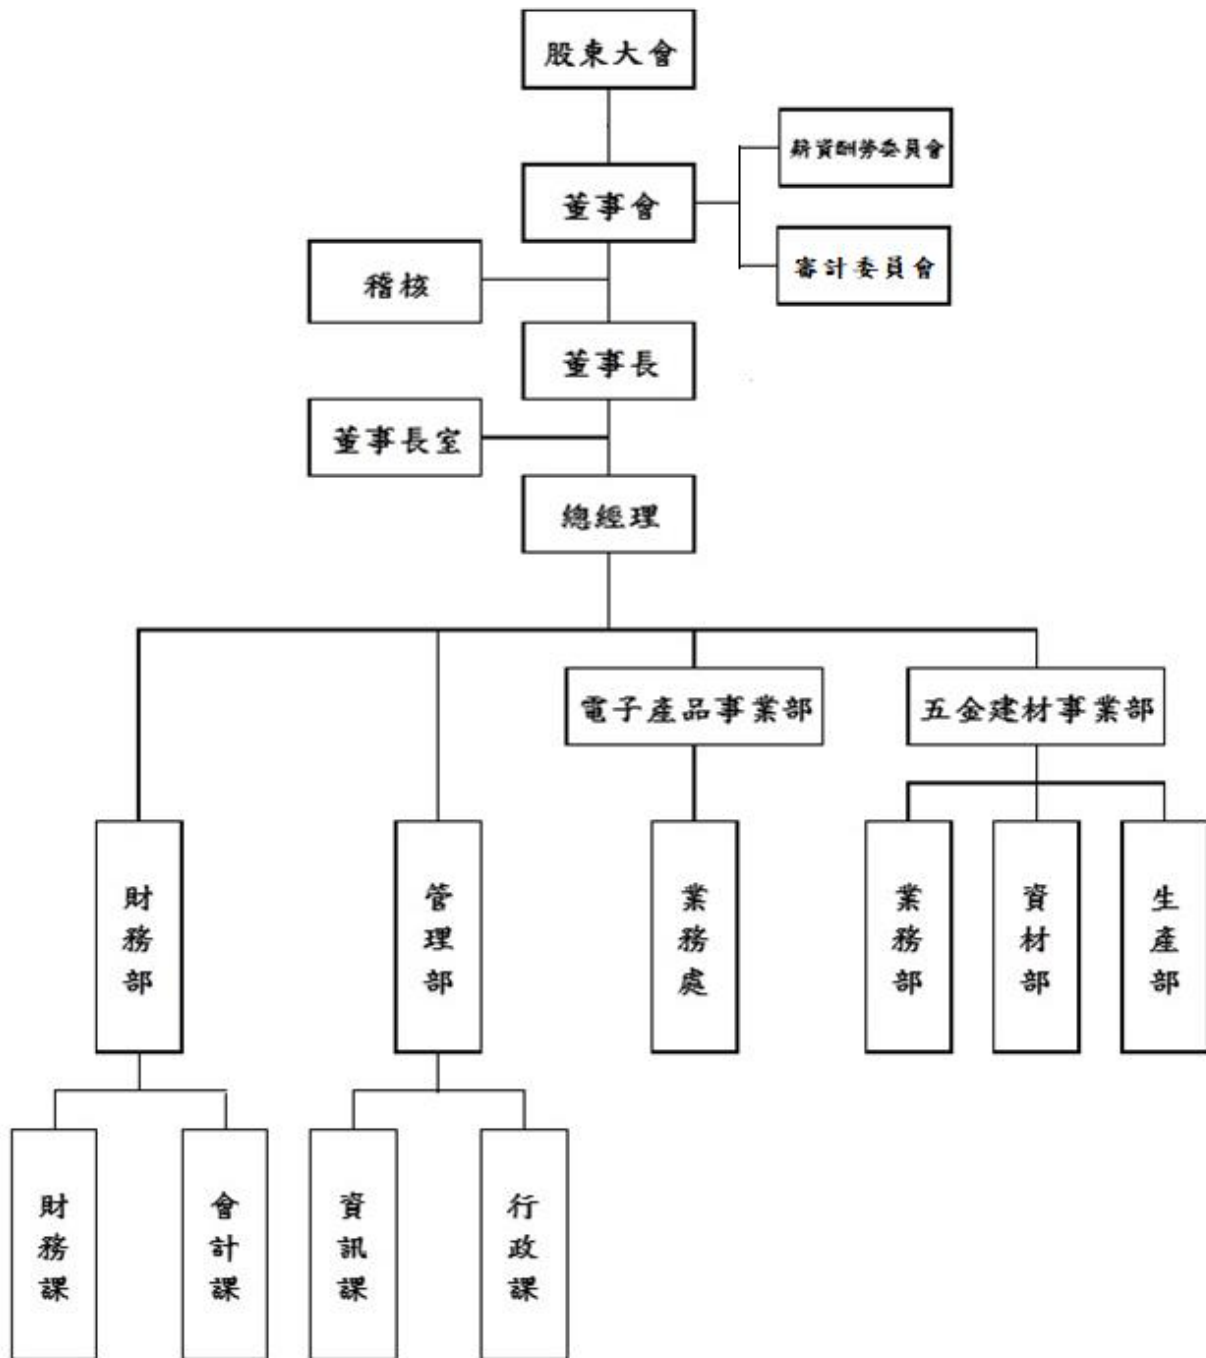 股東大會
薪資酬勞委員會
董事會
審計委員會
稽核
董事長
董事長室
總經理
電子產品事業部
五金建材事業部
財務部
管理部
業務處
業務部
資材部
生產部
財務課
會計課
資訊課
行政課